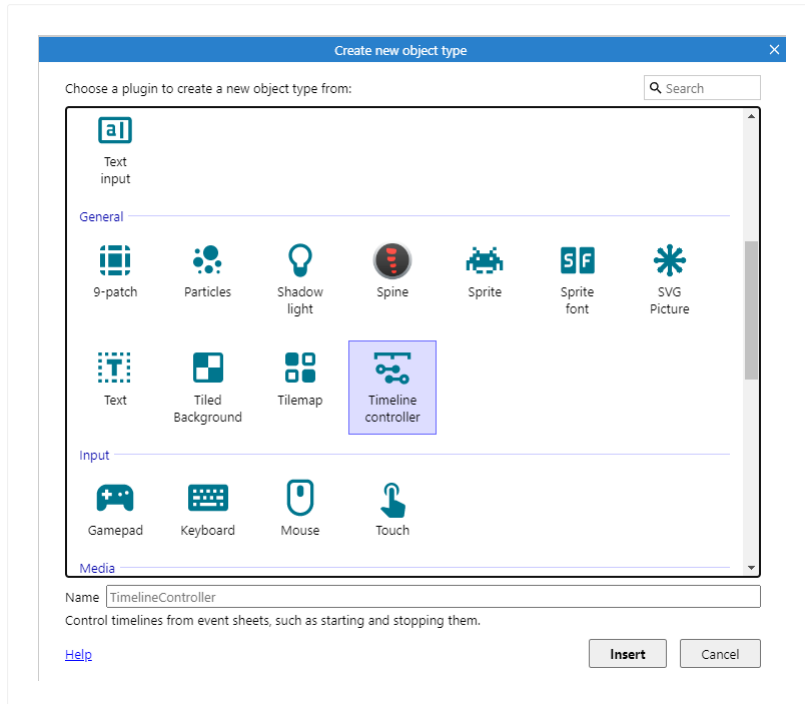 Create new object type
Choose a plugin to create a new object type from:
Search
Text
input
General
9-patch
Particles
Shadow
light
Spine
Sprite
Sprite
font
SVG
Picture
Text
Tiled
Background
Tilemap
Timeline
controller
Input
Gamepad
Keyboard
Mouse
Touch
Media
Name TimelineController
Control timelines from event sheets, such as starting and stopping them.
Help
Insert
Cancel